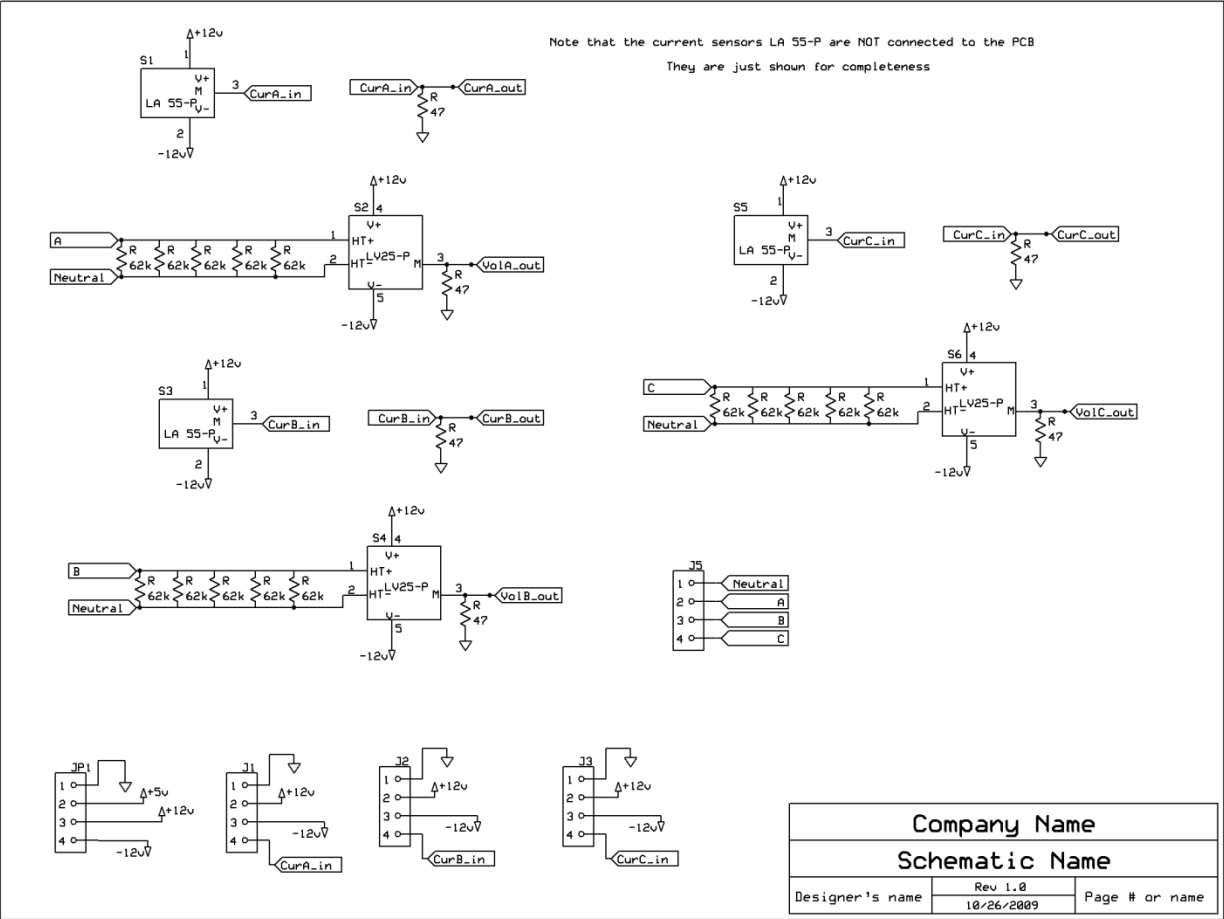 Note that the current sensors LA 55-P are NOT connected to the PCB
They are just shown for completeness
+12v
1
S1
V+
M
LA 55-P
V-
3
CurA_in
2
-12v
CurA_in
CurA_out
R
47
+12v
S2
4
V+
A
1
HT+
R
62k
R
62k
R
62k
R
62k
R
62k
Neutral
2
HT-
LV25-P
M
3
VolA_out
V-
5
-12v
R
47
+12v
1
S5
V+
M
LA 55-P
V-
3
CurC_in
2
-12v
CurC_in
CurC_out
R
47
+12v
1
S3
V+
M
LA 55-P
V-
3
CurB_in
2
-12v
CurB_in
CurB_out
R
47
+12v
S6
4
V+
C
1
HT+
R
62k
R
62k
R
62k
R
62k
R
62k
Neutral
2
HT-
LV25-P
M
3
VolC_out
V-
5
-12v
R
47
+12v
S4
4
V+
B
1
HT+
R
62k
R
62k
R
62k
R
62k
R
62k
Neutral
2
HT-
LV25-P
M
3
VolB_out
V-
5
-12v
R
47
J5
1
Neutral
2
A
3
B
4
C
JP1
1
2
+5v
3
+12v
4
-12v
J1
1
2
+12v
3
-12v
4
CurA_in
J2
1
2
+12v
3
-12v
4
CurB_in
J3
1
2
+12v
3
-12v
4
CurC_in
Company Name
Schematic Name
Designer's name
Rev 1.0
10/26/2009
Page # or name